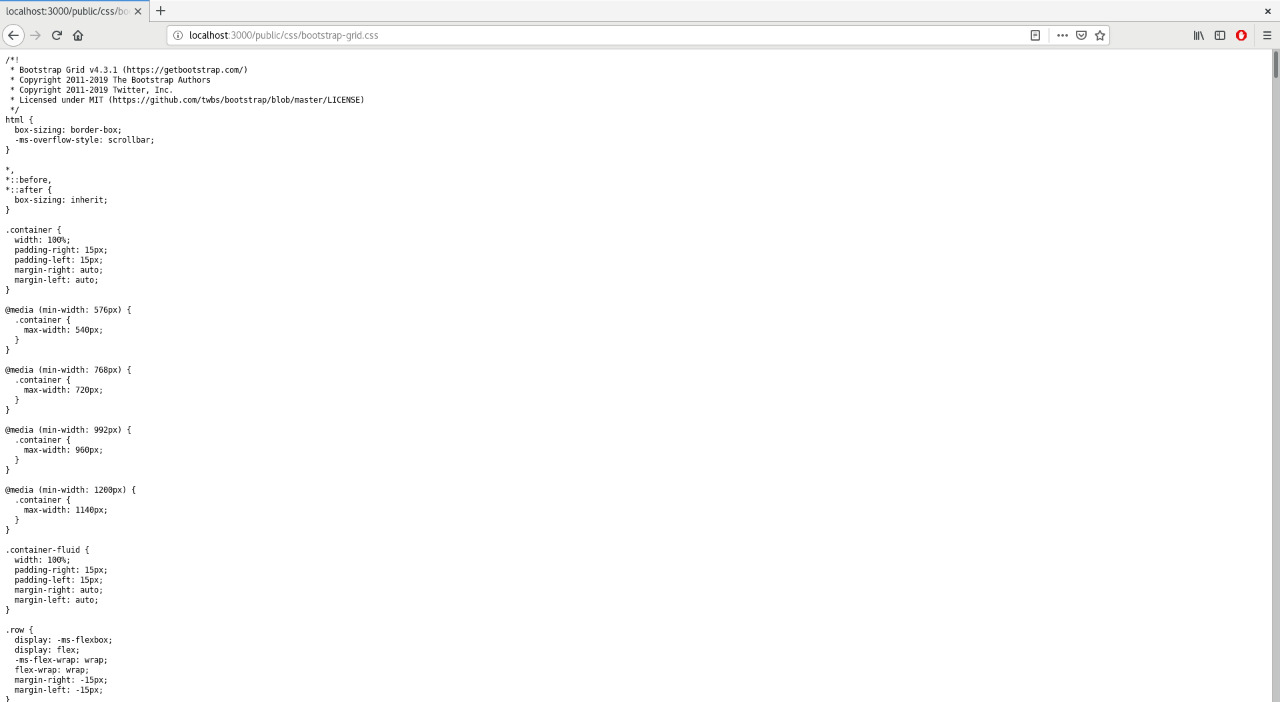 localhost:3000/public/css/bo
localhost:3000/public/css/bootstrap-grid.css
/*!
 * Bootstrap Grid v4.3.1 (https://getbootstrap.com/)
 * Copyright 2011-2019 The Bootstrap Authors
 * Copyright 2011-2019 Twitter, Inc.
 * Licensed under MIT (https://github.com/twbs/bootstrap/blob/master/LICENSE)
 */
html {
  box-sizing: border-box;
  -ms-overflow-style: scrollbar;
}

*,
*::before,
*::after {
  box-sizing: inherit;
}

.container {
  width: 100%;
  padding-right: 15px;
  padding-left: 15px;
  margin-right: auto;
  margin-left: auto;
}

@media (min-width: 576px) {
  .container {
    max-width: 540px;
  }
}

@media (min-width: 768px) {
  .container {
    max-width: 720px;
  }
}

@media (min-width: 992px) {
  .container {
    max-width: 960px;
  }
}

@media (min-width: 1200px) {
  .container {
    max-width: 1140px;
  }
}

.container-fluid {
  width: 100%;
  padding-right: 15px;
  padding-left: 15px;
  margin-right: auto;
  margin-left: auto;
}

.row {
  display: -ms-flexbox;
  display: flex;
  -ms-flex-wrap: wrap;
  flex-wrap: wrap;
  margin-right: -15px;
  margin-left: -15px;
}